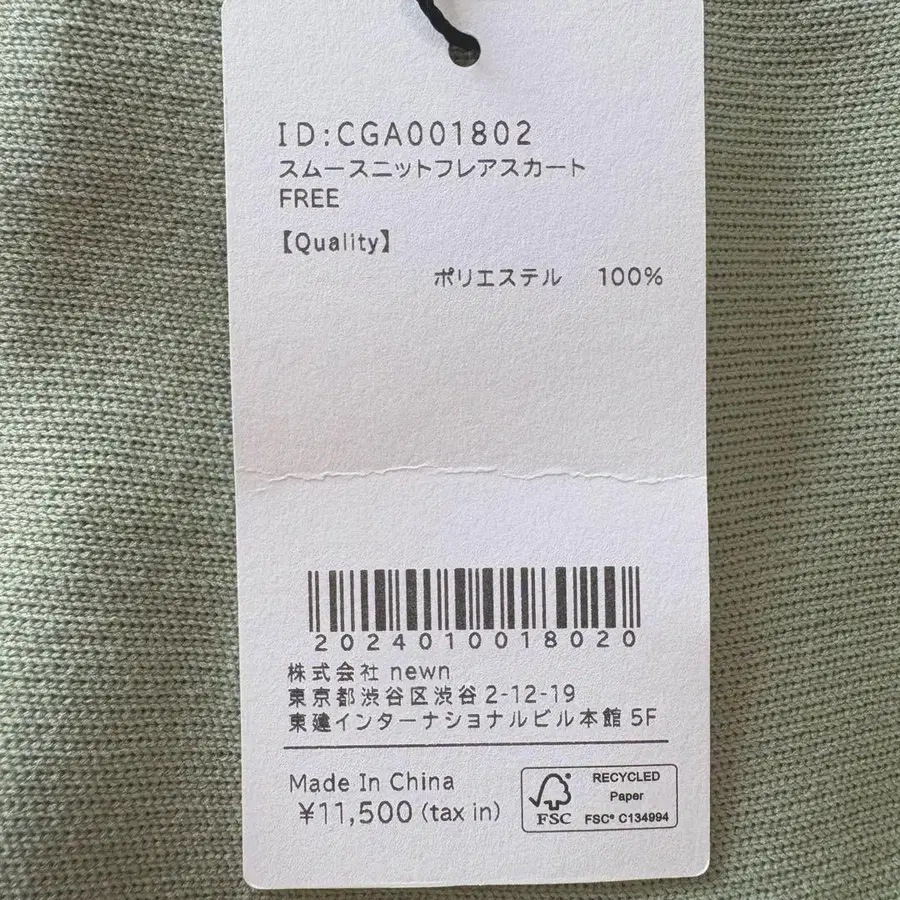 ID:CGA001802
スムースニットフレアスカート
FREE
【Quality】
ポリエステル 100%
2024010018020
株式会社 newn
東京都渋谷区渋谷 2-12-19
東建インターナショナルビル本館 5F
Made In China
¥11,500 (tax in)
RECYCLED
Paper
FSC
FSC® C134994